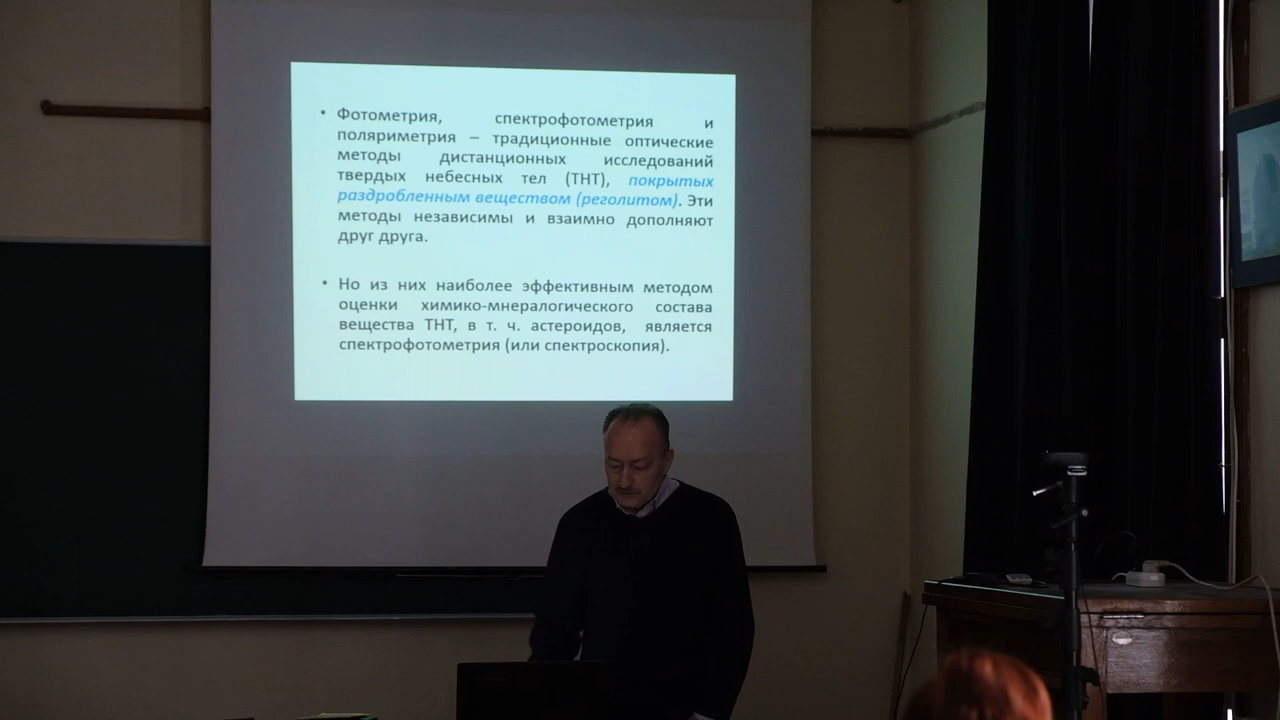 • Фотометрия, спектрофотометрия и
поляриметрия – традиционные оптические
методы дистанционных исследований
твердых небесных тел (ТНТ), покрытых
раздробленным веществом (реголитом). Эти
методы независимы и взаимно дополняют
друг друга.
• Но из них наиболее эффективным методом
оценки химико-мнералогического состава
вещества ТНТ, в т. ч. астероидов, является
спектрофотометрия (или спектроскопия).